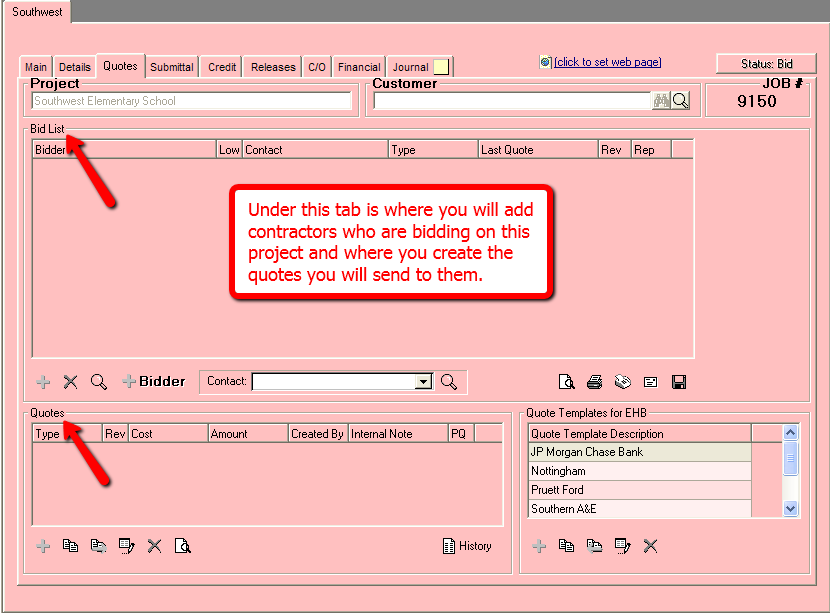 Southwest
Main Details Quotes Submittal Credit Releases C/O Financial Journal
(click to set web page)
Status: Bid
Project
Customer
JOB #
Southwest Elementary School
9150
Bid List
Bidder Low Contact Type Last Quote Rev Rep
Under this tab is where you will add
contractors who are bidding on this
project and where you create the
quotes you will send to them.
Bidder
Contact:
Quotes
Type Rev Cost Amount Created By Internal Note PQ
History
Quote Templates for EHB
Quote Template Description
JP Morgan Chase Bank
Nottingham
Pruett Ford
Southern A&E